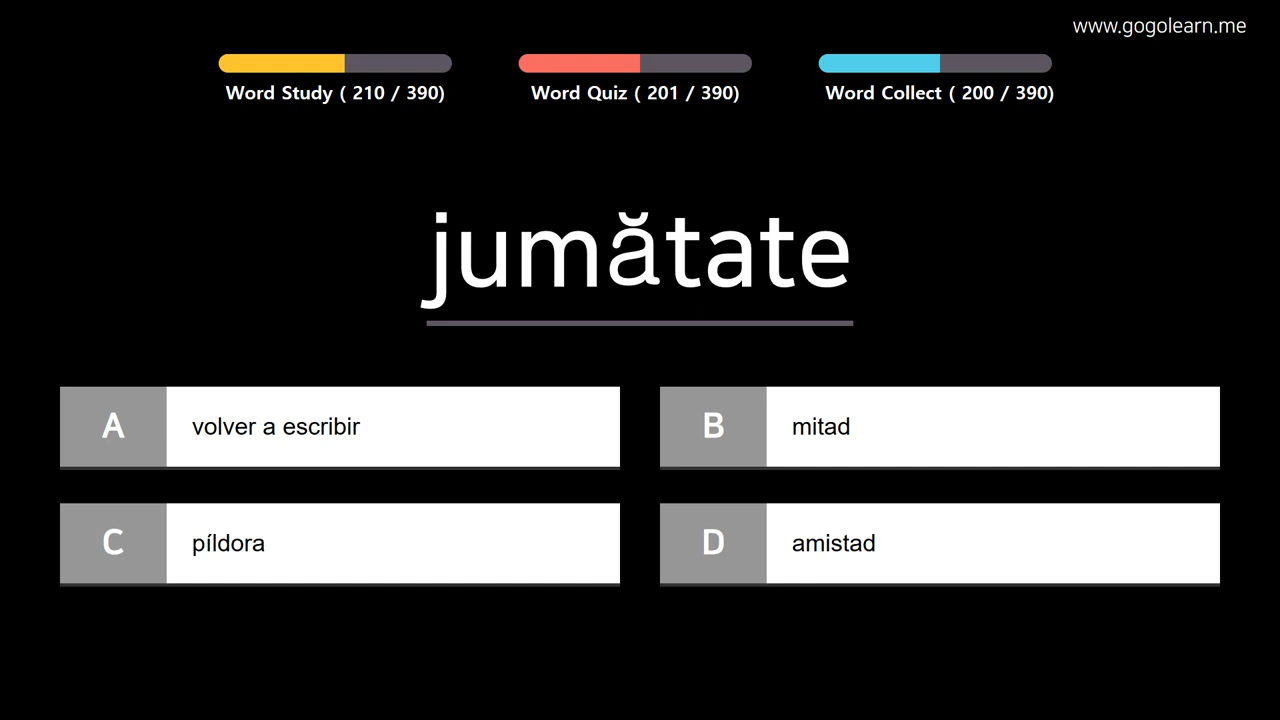 www.gogolearn.me
Word Study ( 210 / 390)
Word Quiz ( 201 / 390)
Word Collect ( 200 / 390)
jumătate
A volver a escribir
B mitad
C píldora
D amistad